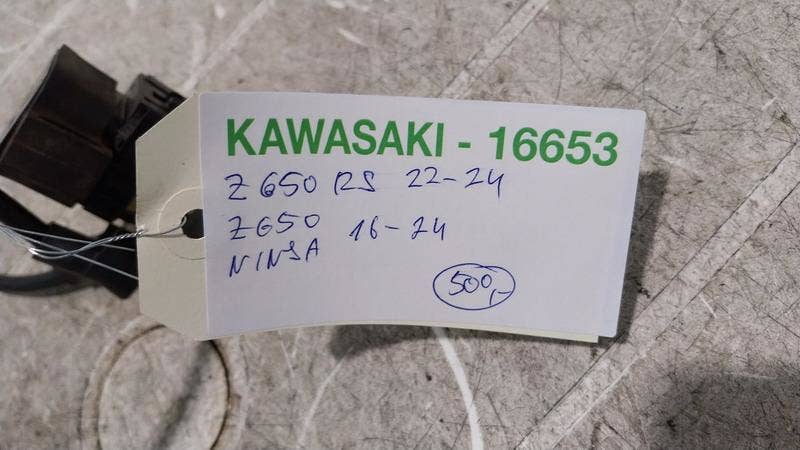 KAWASAKI - 16653
Z650 RS 22-24
Z650 16-24
NINJA
500,-